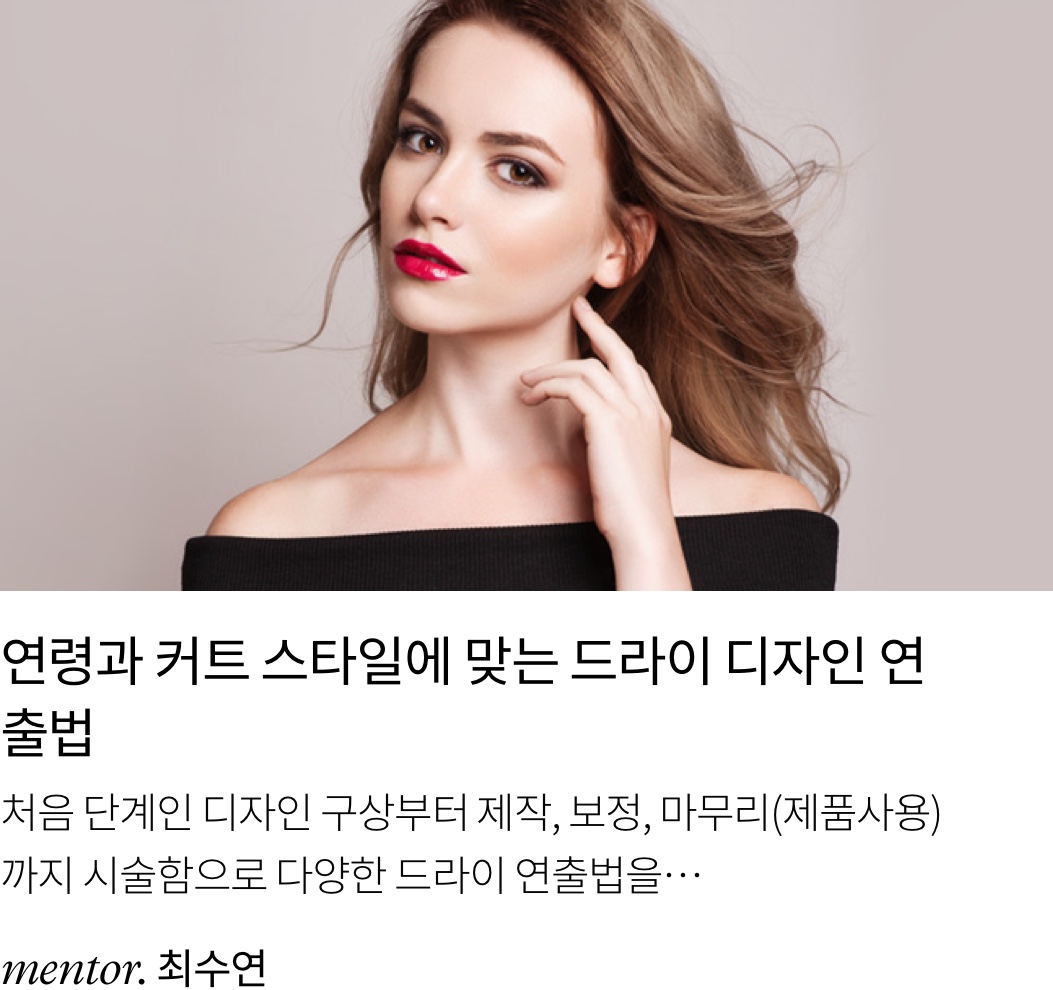 연령과 커트 스타일에 맞는 드라이 디자인 연
출법
처음 단계인 디자인 구상부터 제작, 보정, 마무리(제품사용)
까지 시술함으로 다양한 드라이 연출법을…
mentor. 최수연